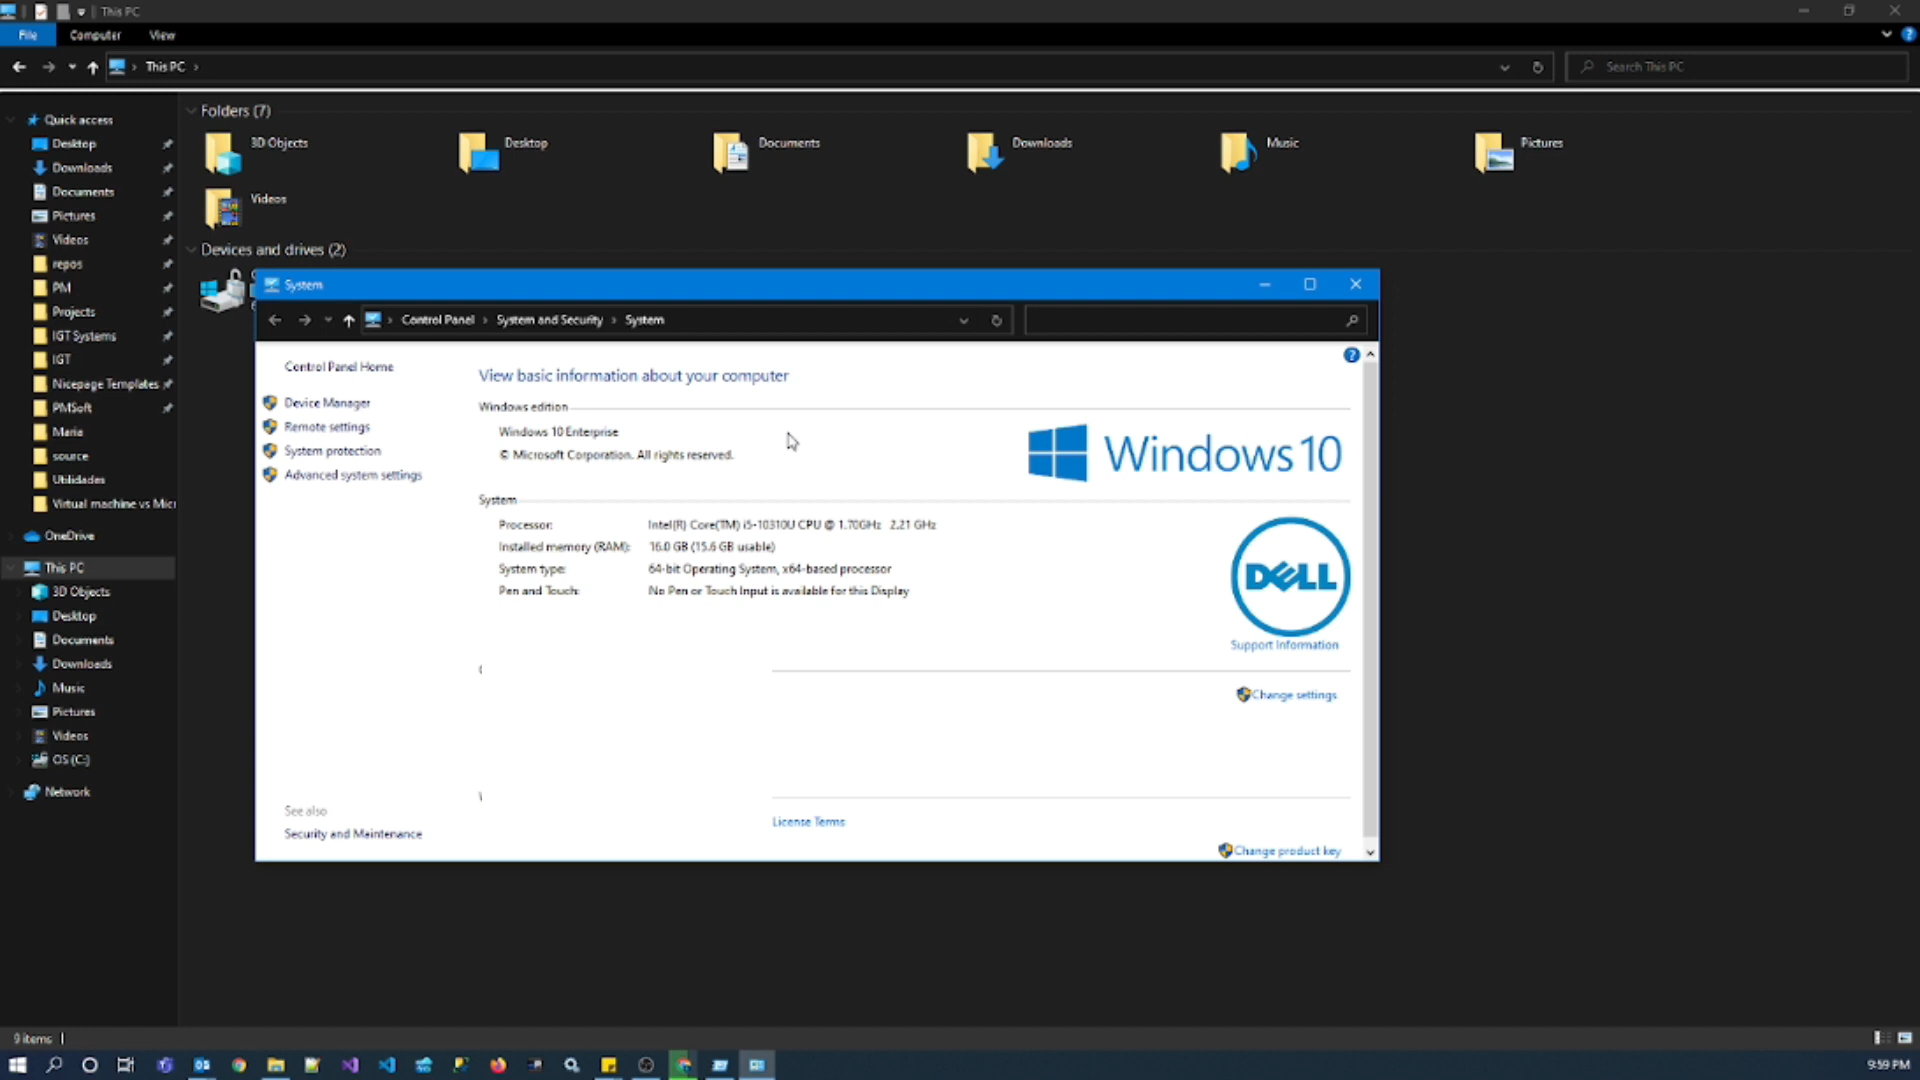 This PC
File Computer View
This PC
Search This PC
Quick access
Desktop
Downloads
Documents
Pictures
Videos
repos
PM
Projects
IGT Systems
IGT
Nicepage Templates
PMSoft
Maria
source
Utilidades
Virtual machine vs Micr
OneDrive
This PC
3D Objects
Desktop
Documents
Downloads
Music
Pictures
Videos
OS (C:)
Network
Folders (7)
3D Objects
Desktop
Documents
Downloads
Music
Pictures
Videos
Devices and drives (2)
System
Control Panel › System and Security › System
Control Panel Home
Device Manager
Remote settings
System protection
Advanced system settings
See also
Security and Maintenance
View basic information about your computer
Windows edition
Windows 10 Enterprise
© Microsoft Corporation. All rights reserved.
Windows 10
System
Processor: Intel(R) Core(TM) i5-10310U CPU @ 1.70GHz 2.21 GHz
Installed memory (RAM): 16.0 GB (15.6 GB usable)
System type: 64-bit Operating System, x64-based processor
Pen and Touch: No Pen or Touch Input is available for this Display
DELL
Support Information
Change settings
License Terms
Change product key
9 items
9:59 PM